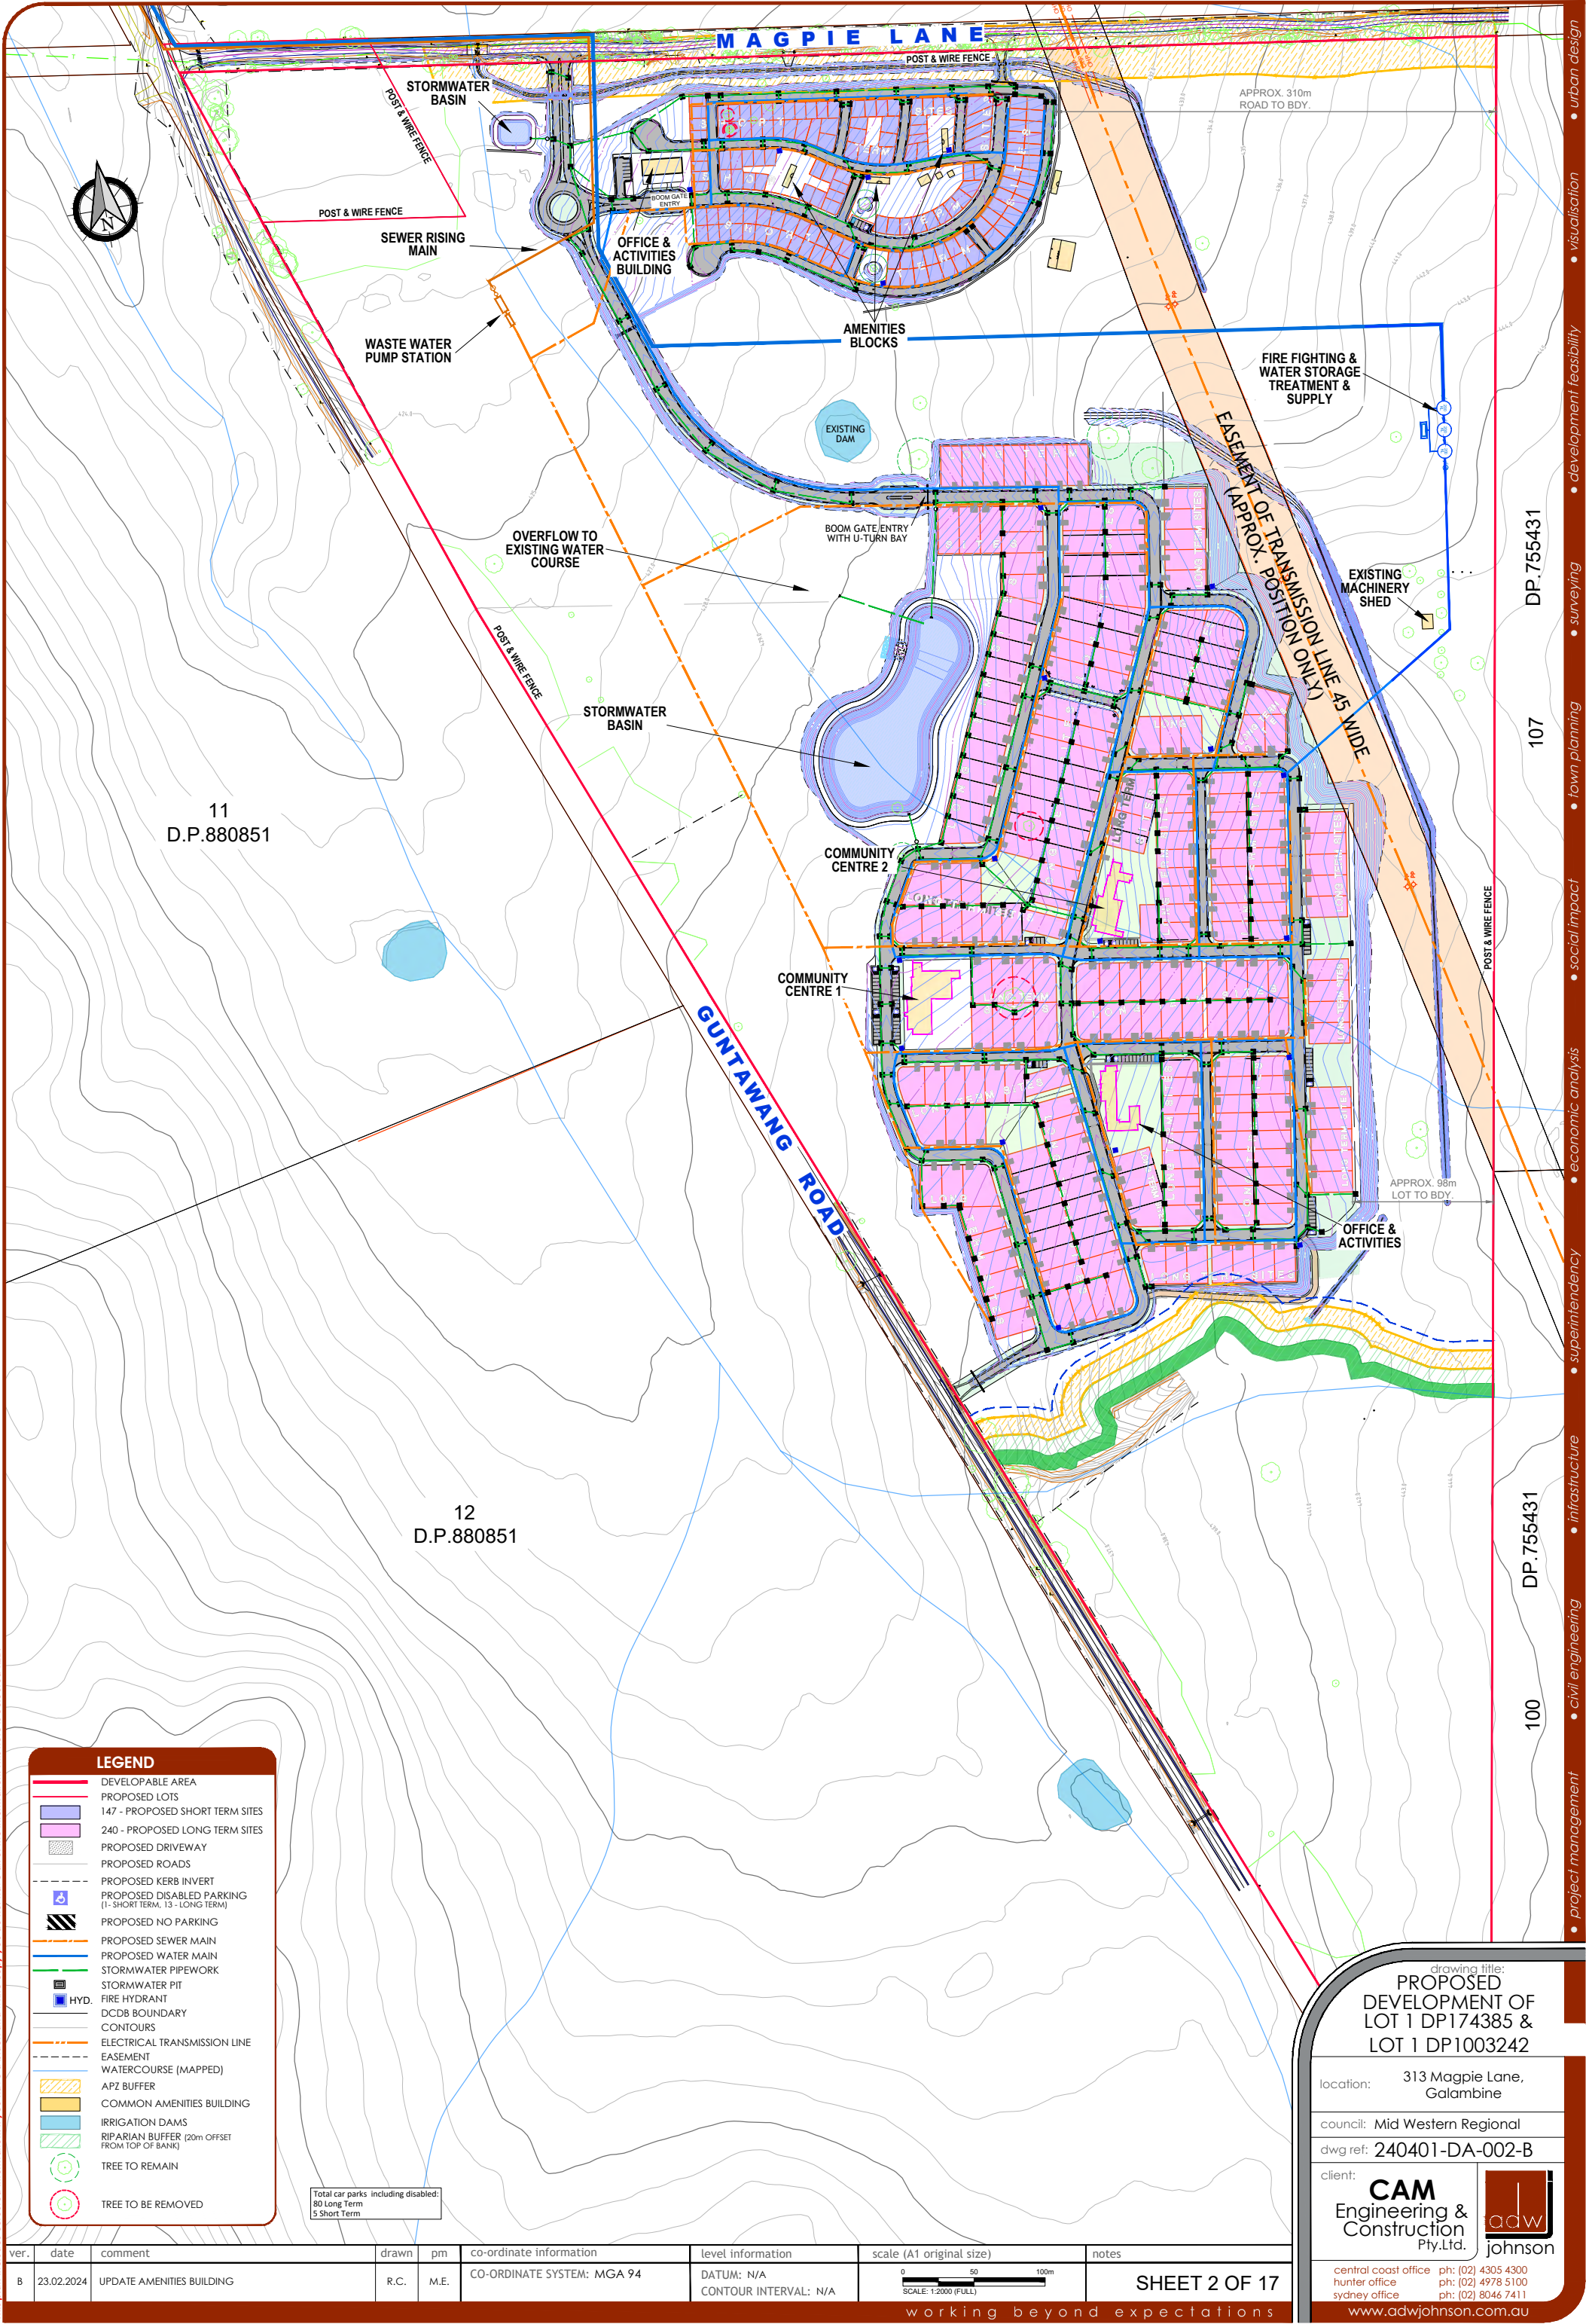 MAGPIE LANE
POST & WIRE FENCE
STORMWATER
BASIN
POST & WIRE FENCE
APPROX. 310m
ROAD TO BDY.
POST & WIRE FENCE
BOOM GATE
ENTRY
SEWER RISING
MAIN
OFFICE &
ACTIVITIES
BUILDING
WASTE WATER
PUMP STATION
AMENITIES
BLOCKS
FIRE FIGHTING &
WATER STORAGE
TREATMENT &
SUPPLY
EXISTING
DAM
EASEMENT OF TRANSMISSION LINE 45 WIDE
(APPROX. POSITION ONLY)
BOOM GATE/ENTRY
WITH U-TURN BAY
OVERFLOW TO
EXISTING WATER
COURSE
EXISTING
MACHINERY
SHED
DP.755431
107
POST & WIRE FENCE
STORMWATER
BASIN
11
D.P.880851
LONG TERM
COMMUNITY
CENTRE 2
LONG TERM SITES
POST & WIRE FENCE
COMMUNITY
CENTRE 1
GUNTAWANG ROAD
APPROX. 98m
LOT TO BDY.
OFFICE &
ACTIVITIES
12
D.P.880851
DP.755431
100
LEGEND
DEVELOPABLE AREA
PROPOSED LOTS
147 - PROPOSED SHORT TERM SITES
240 - PROPOSED LONG TERM SITES
PROPOSED DRIVEWAY
PROPOSED ROADS
PROPOSED KERB INVERT
PROPOSED DISABLED PARKING
(1- SHORT TERM, 13 - LONG TERM)
PROPOSED NO PARKING
PROPOSED SEWER MAIN
PROPOSED WATER MAIN
STORMWATER PIPEWORK
STORMWATER PIT
HYD. FIRE HYDRANT
DCDB BOUNDARY
CONTOURS
ELECTRICAL TRANSMISSION LINE
EASEMENT
WATERCOURSE (MAPPED)
APZ BUFFER
COMMON AMENITIES BUILDING
IRRIGATION DAMS
RIPARIAN BUFFER (20m OFFSET
FROM TOP OF BANK)
TREE TO REMAIN
TREE TO BE REMOVED
Total car parks including disabled:
80 Long Term
5 Short Term
ver. date comment drawn pm
B 23.02.2024 UPDATE AMENITIES BUILDING R.C. M.E.
co-ordinate information
CO-ORDINATE SYSTEM: MGA 94
level information
DATUM: N/A
CONTOUR INTERVAL: N/A
scale (A1 original size)
0 50 100m
SCALE: 1:2000 (FULL)
notes
SHEET 2 OF 17
drawing title:
PROPOSED
DEVELOPMENT OF
LOT 1 DP174385 &
LOT 1 DP1003242
location: 313 Magpie Lane,
Galambine
council: Mid Western Regional
dwg ref: 240401-DA-002-B
client:
CAM
Engineering &
Construction
Pty.Ltd.
adw
johnson
central coast office ph: (02) 4305 4300
hunter office ph: (02) 4978 5100
sydney office ph: (02) 8046 7411
www.adwjohnson.com.au
working beyond expectations
• project management • civil engineering • infrastructure • superintendency • economic analysis • social impact • town planning • surveying • development feasibility • visualisation • urban design